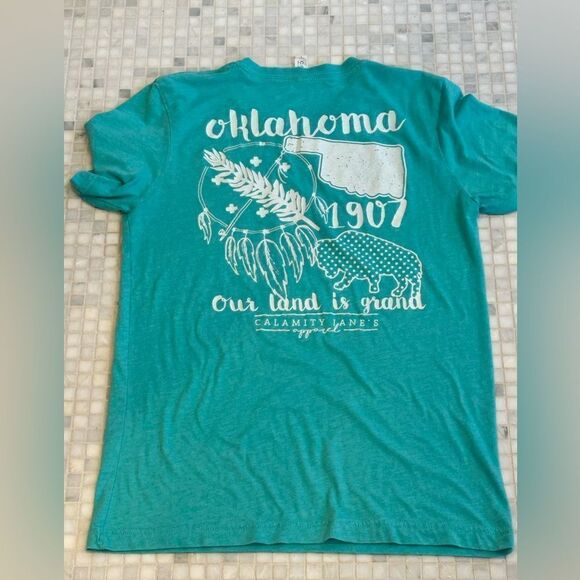 oklahoma
1907
Our land is grand
CALAMITY JANE'S
apparel